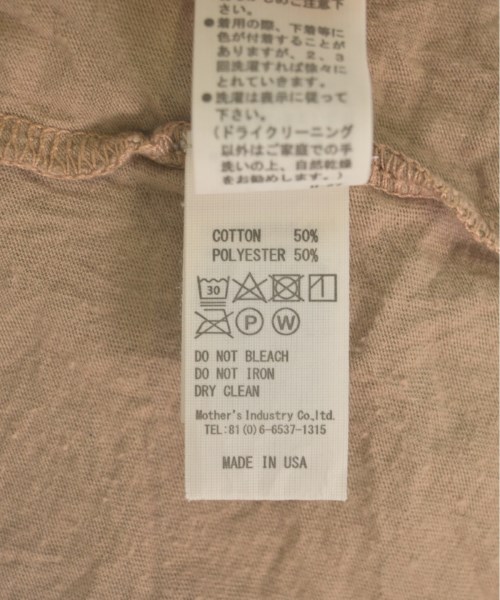 さい。
●着用の際、下着等に
色が付着することが
ありますが、2、3
回洗濯すれば徐々に
とれていきます。
●洗濯は表示に従って
下さい。
(ドライクリーニング
以外はご家庭での手
洗いの上、自然乾燥
をお勧めします。)
COTTON 50%
POLYESTER 50%
30
P W
DO NOT BLEACH
DO NOT IRON
DRY CLEAN
Mother's Industry Co,ltd.
TEL:81(0)6-6537-1315
MADE IN USA